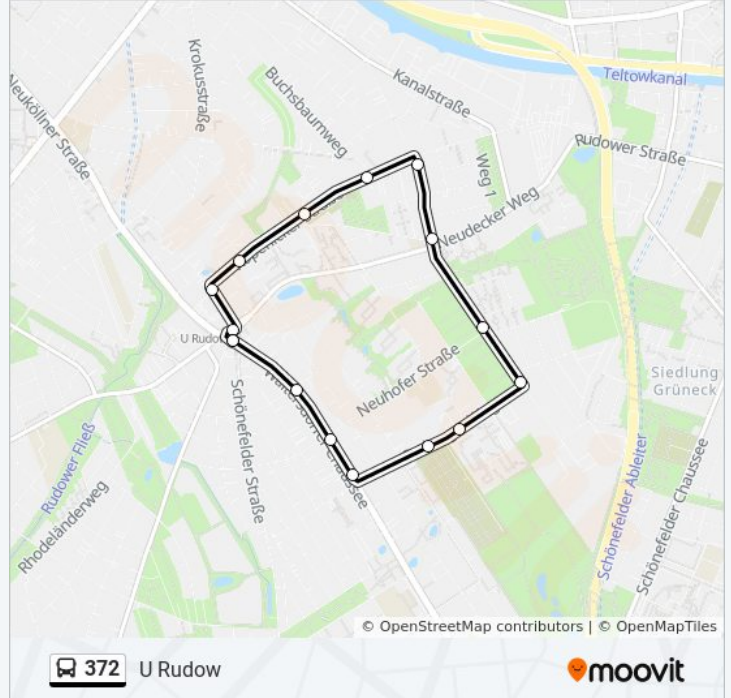 Teltowkanal
Kanalstraße
Krokusstraße
Buchsbaumweg
Neuköllner Straße
Rudower Straße
Weg 1
Neudecker Weg
U Rudow
Neuhofer Straße
Siedlung
Grüneck
Schönefelder Straße
Chaussee
Rudower Fließ
Rhodeländerweg
Schönefelder Ableiter
Schönefelder Chaussee
© OpenStreetMap contributors | © OpenMapTiles
372 U Rudow
moovit